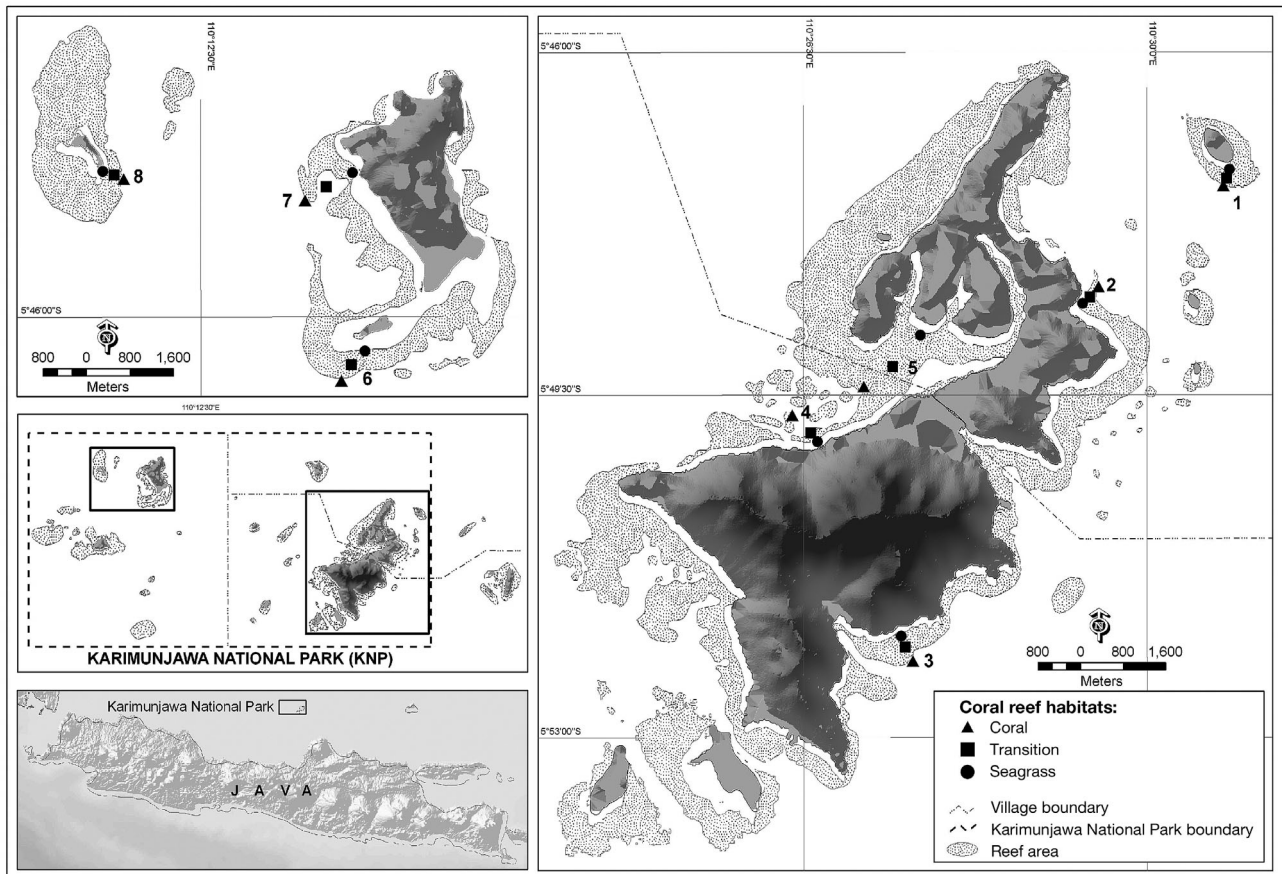 110°12'30"E
8
7
5°46'00"S
N
6
800 0 800 1,600
Meters
110°12'30"E
KARIMUNJAWA NATIONAL PARK (KNP)
Karimunjawa National Park
J A V A
110°26'30"E
110°30'0"E
5°46'00"S
1
2
5
5°49'30"S
4
3
N
800 0 800 1,600
Meters
5°53'00"S
Coral reef habitats:
Coral
Transition
Seagrass
Village boundary
Karimunjawa National Park boundary
Reef area